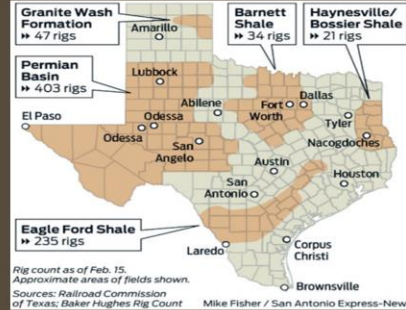 Granite Wash
Formation
▸▸ 47 rigs
Barnett
Shale
▸▸ 34 rigs
Haynesville/
Bossier Shale
▸▸ 21 rigs
Permian
Basin
▸▸ 403 rigs
Amarillo
Lubbock
Abilene
Fort
Worth
Dallas
Tyler
El Paso
Odessa
Odessa
San
Angelo
Nacogdoches
Austin
Houston
San
Antonio
Eagle Ford Shale
▸▸ 235 rigs
Laredo
Corpus
Christi
Brownsville
Rig count as of Feb. 15.
Approximate areas of fields shown.
Sources: Railroad Commission
of Texas; Baker Hughes Rig Count
Mike Fisher / San Antonio Express-New